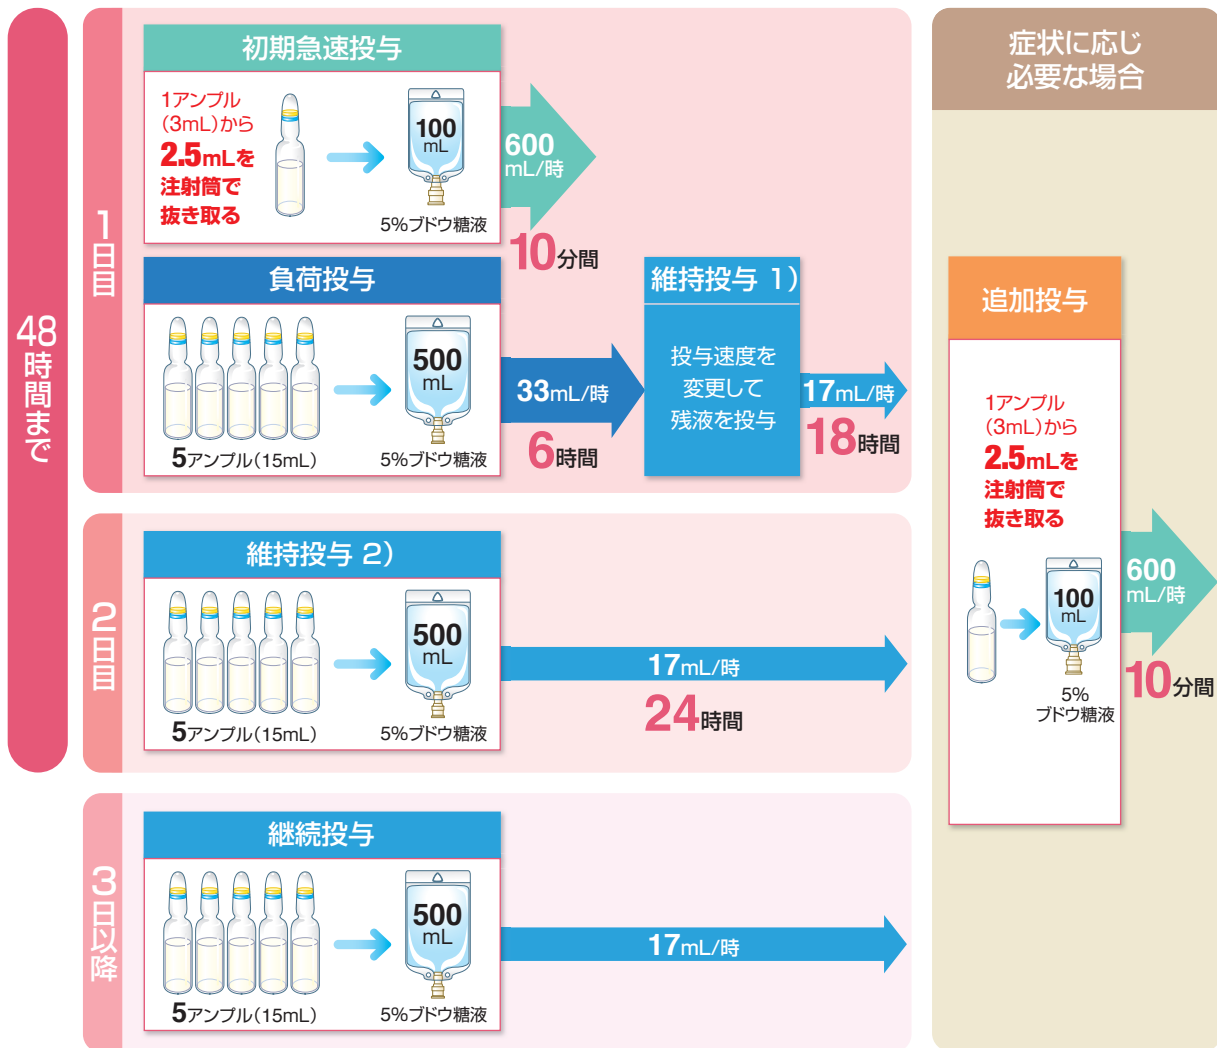 48時間まで
1日目
初期急速投与
1アンプル
(3mL)から
2.5mLを
注射筒で
抜き取る
100
mL
5%ブドウ糖液
600
mL/時
10分間
負荷投与
5アンプル(15mL)
500
mL
5%ブドウ糖液
33mL/時
6時間
維持投与 1)
投与速度を
変更して
残液を投与
17mL/時
18時間
2日目
維持投与 2)
5アンプル(15mL)
500
mL
5%ブドウ糖液
17mL/時
24時間
3日以降
継続投与
5アンプル(15mL)
500
mL
5%ブドウ糖液
17mL/時
症状に応じ
必要な場合
追加投与
1アンプル
(3mL)から
2.5mLを
注射筒で
抜き取る
100
mL
5%
ブドウ糖液
600
mL/時
10分間